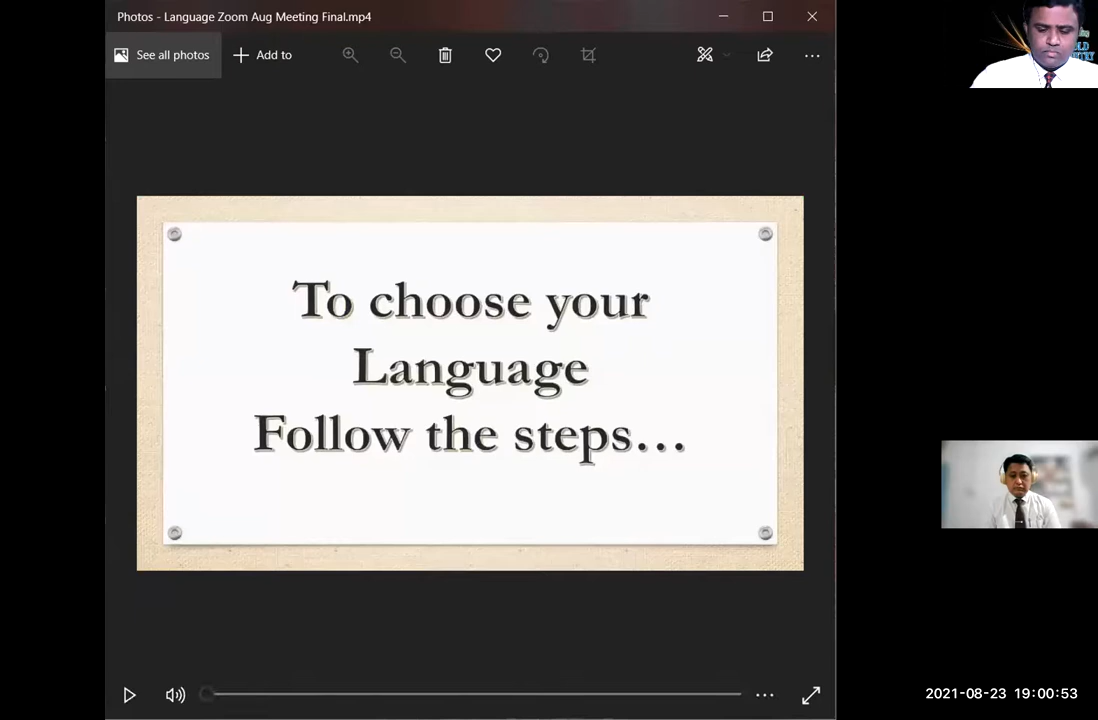 Photos - Language Zoom Aug Meeting Final.mp4
See all photos
Add to
To choose your
Language
Follow the steps...
2021-08-23 19:00:53